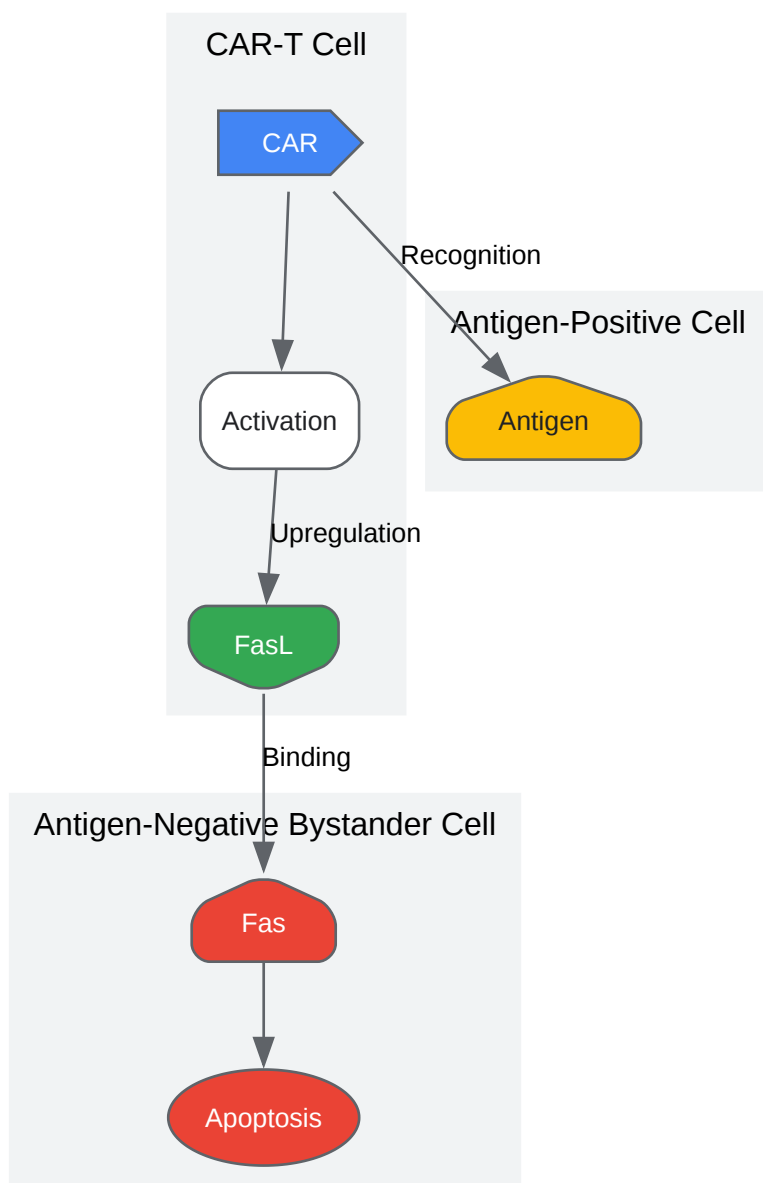 CAR-T Cell
CAR
Recognition
Antigen-Positive Cell
Activation
Antigen
Upregulation
FasL
Binding
Antigen-Negative Bystander Cell
Fas
Apoptosis